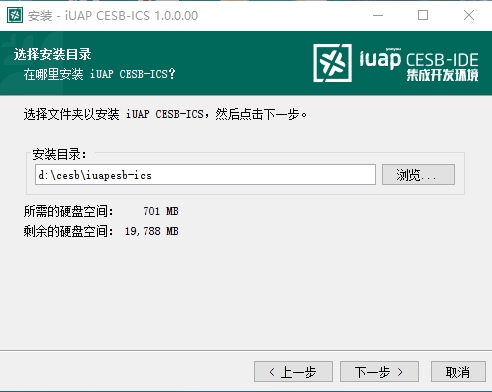 安装 - iUAP CESB-ICS 1.0.0.00
选择安装目录
在哪里安装 iUAP CESB-ICS？
iuap CESB-IDE
集成开发环境
选择文件夹以安装 iUAP CESB-ICS，然后点击下一步。
安装目录：
d:\cesb\iuapesb-ics
浏览...
所需的硬盘空间： 701 MB
剩余的硬盘空间： 19,788 MB
< 上一步
下一步 >
取消